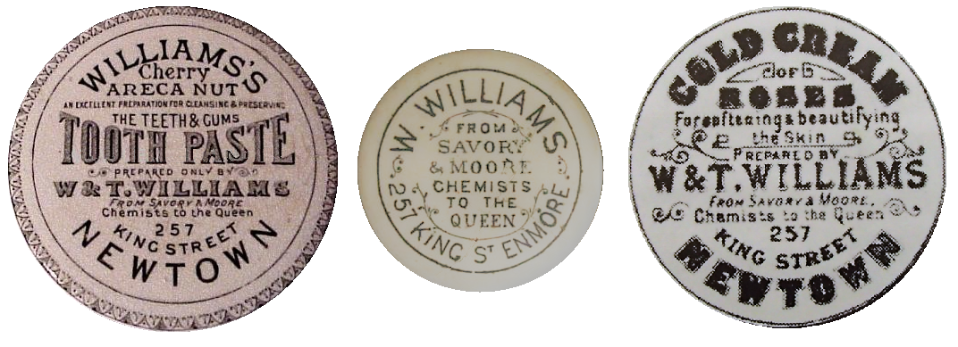 WILLIAMS'S
Cherry
ARECA NUT
AN EXCELLENT PREPARATION FOR CLEANSING & PRESERVING
THE TEETH & GUMS
TOOTH PASTE
PREPARED ONLY BY
W & T. WILLIAMS
FROM SAVORY & MOORE
Chemists to the Queen
257
KING STREET
NEWTOWN
W. WILLIAMS
FROM
SAVORY
& MOORE
CHEMISTS
TO THE
QUEEN
257 KING ST ENMORE
COLD CREAM
OF
ROSES
For softening & beautifying
the Skin
PREPARED BY
W & T. WILLIAMS
FROM SAVORY & MOORE,
Chemists to the Queen
257
KING STREET
NEWTOWN